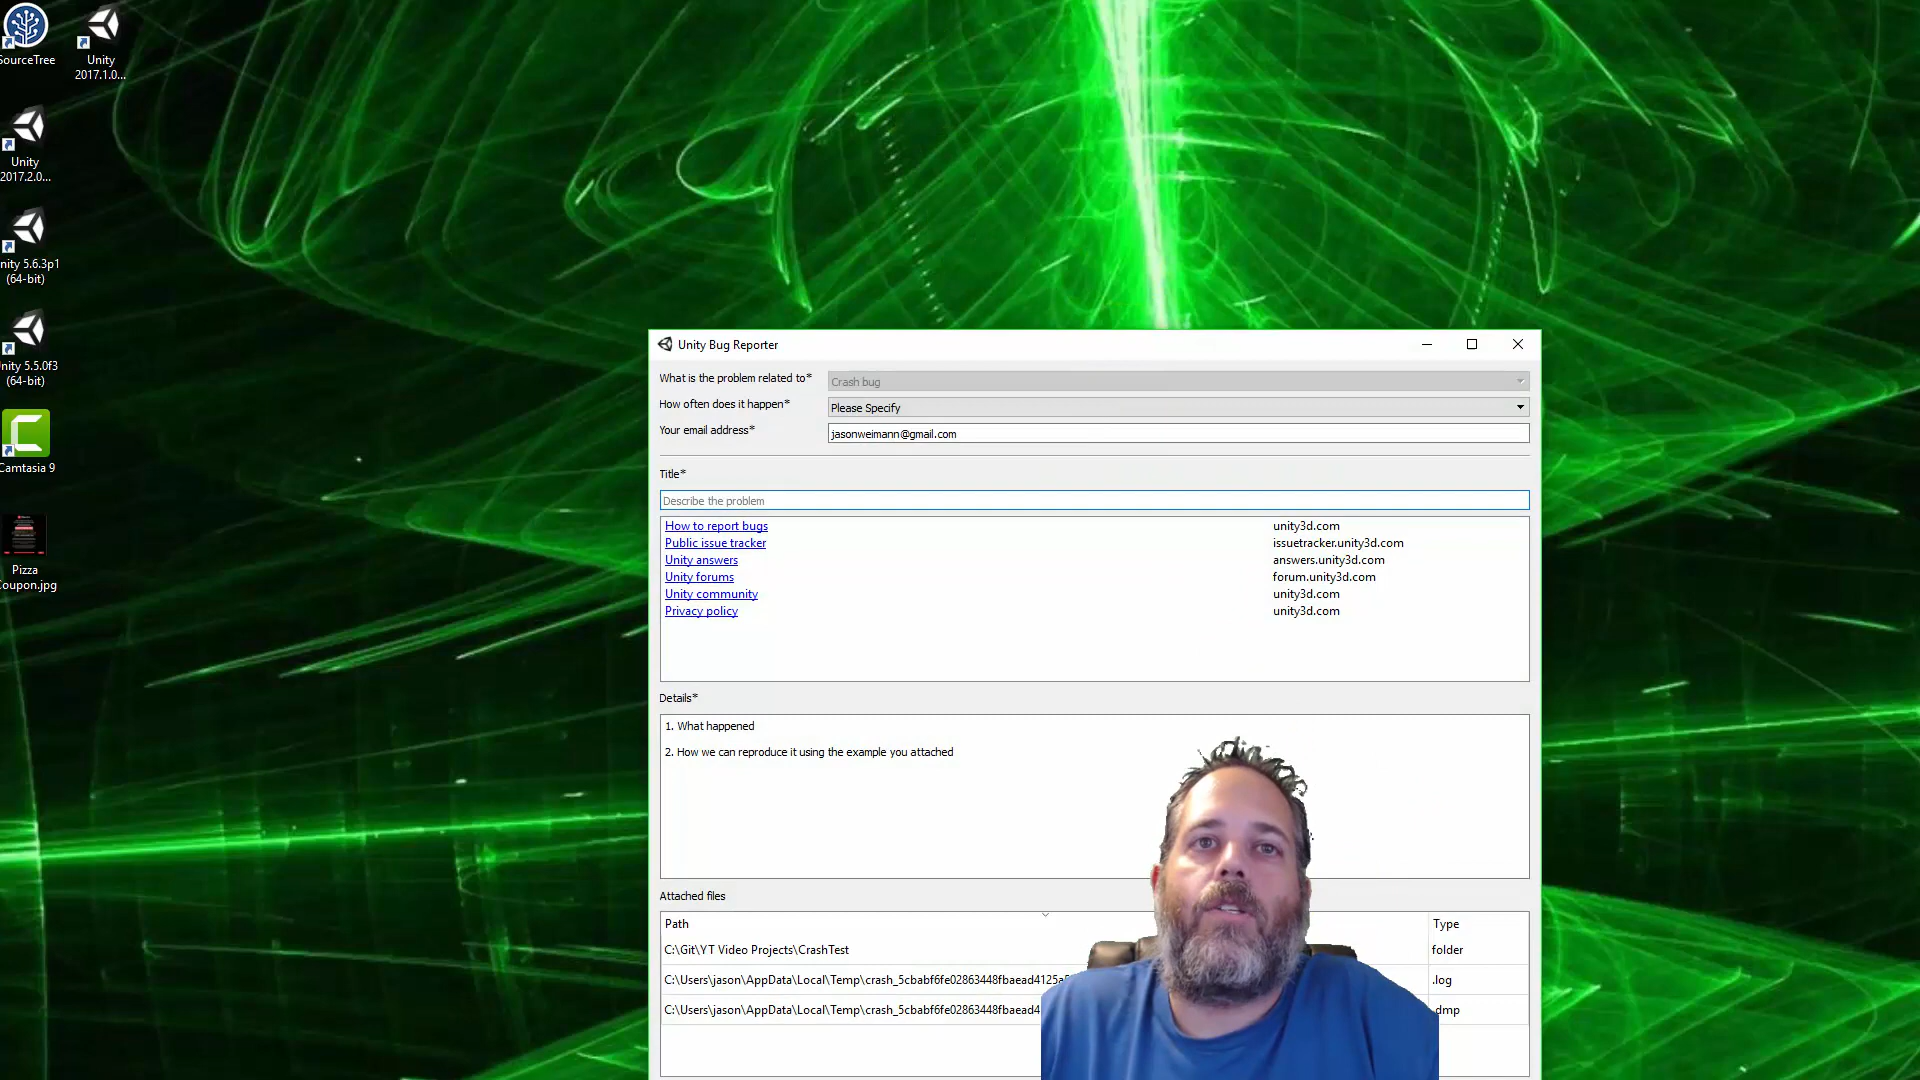 SourceTree
Unity
2017.1.0...
Unity
2017.2.0...
nity 5.6.3p1
(64-bit)
nity 5.5.0f3
(64-bit)
Camtasia 9
Pizza
Coupon.jpg
Unity Bug Reporter
What is the problem related to*
Crash bug
How often does it happen*
Please Specify
Your email address*
jasonweimann@gmail.com
Title*
Describe the problem
How to report bugs unity3d.com
Public issue tracker issuetracker.unity3d.com
Unity answers answers.unity3d.com
Unity forums forum.unity3d.com
Unity community unity3d.com
Privacy policy unity3d.com
Details*
1. What happened
2. How we can reproduce it using the example you attached
Attached files
Path Type
C:\Git\YT Video Projects\CrashTest folder
C:\Users\jason\AppData\Local\Temp\crash_5cbabf6fe02863448fbaead4125a .log
C:\Users\jason\AppData\Local\Temp\crash_5cbabf6fe02863448fbaead4 .dmp